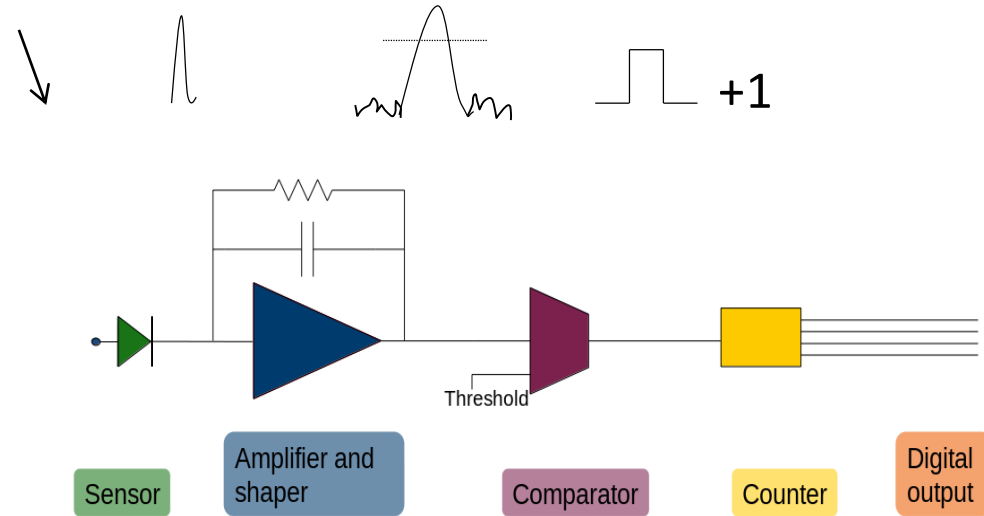 +1
Threshold
Sensor
Amplifier and
shaper
Comparator
Counter
Digital
output